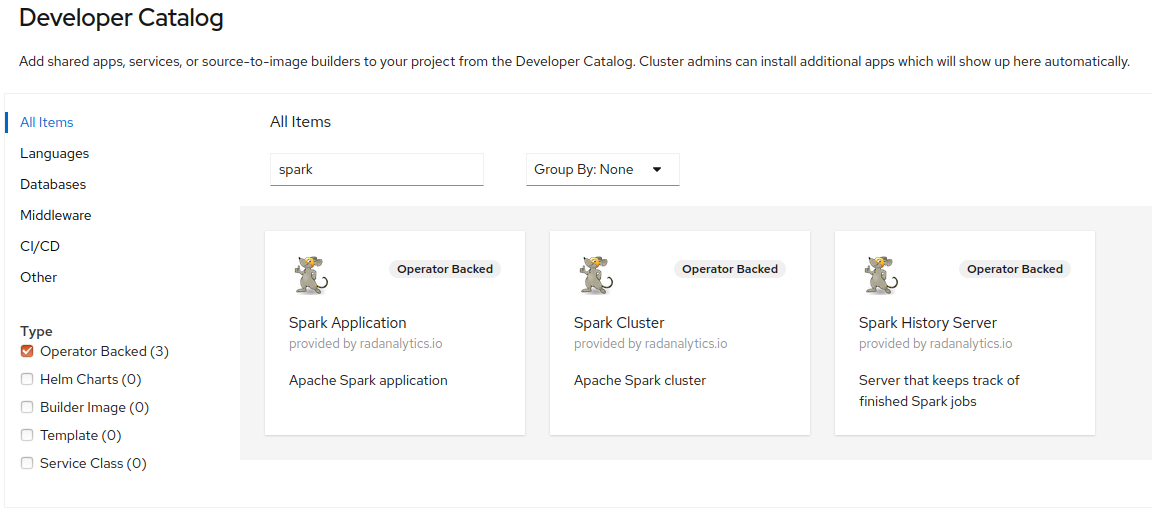 Developer Catalog
Add shared apps, services, or source-to-image builders to your project from the Developer Catalog. Cluster admins can install additional apps which will show up here automatically.
All Items
Languages
Databases
Middleware
CI/CD
Other
Type
Operator Backed (3)
Helm Charts (0)
Builder Image (0)
Template (0)
Service Class (0)
All Items
spark
Group By: None
Operator Backed
Spark Application
provided by radanalytics.io
Apache Spark application
Operator Backed
Spark Cluster
provided by radanalytics.io
Apache Spark cluster
Operator Backed
Spark History Server
provided by radanalytics.io
Server that keeps track of
finished Spark jobs